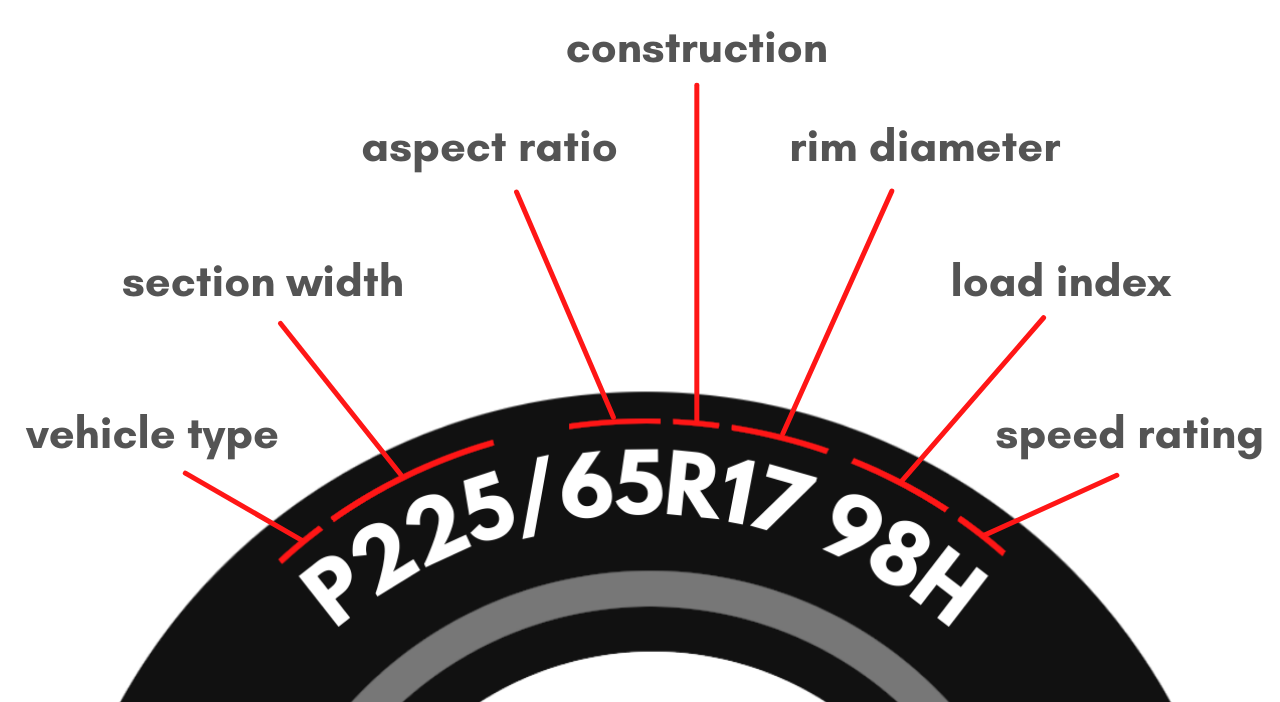 construction
aspect ratio
rim diameter
section width
load index
vehicle type
speed rating
P225/65R17 98H